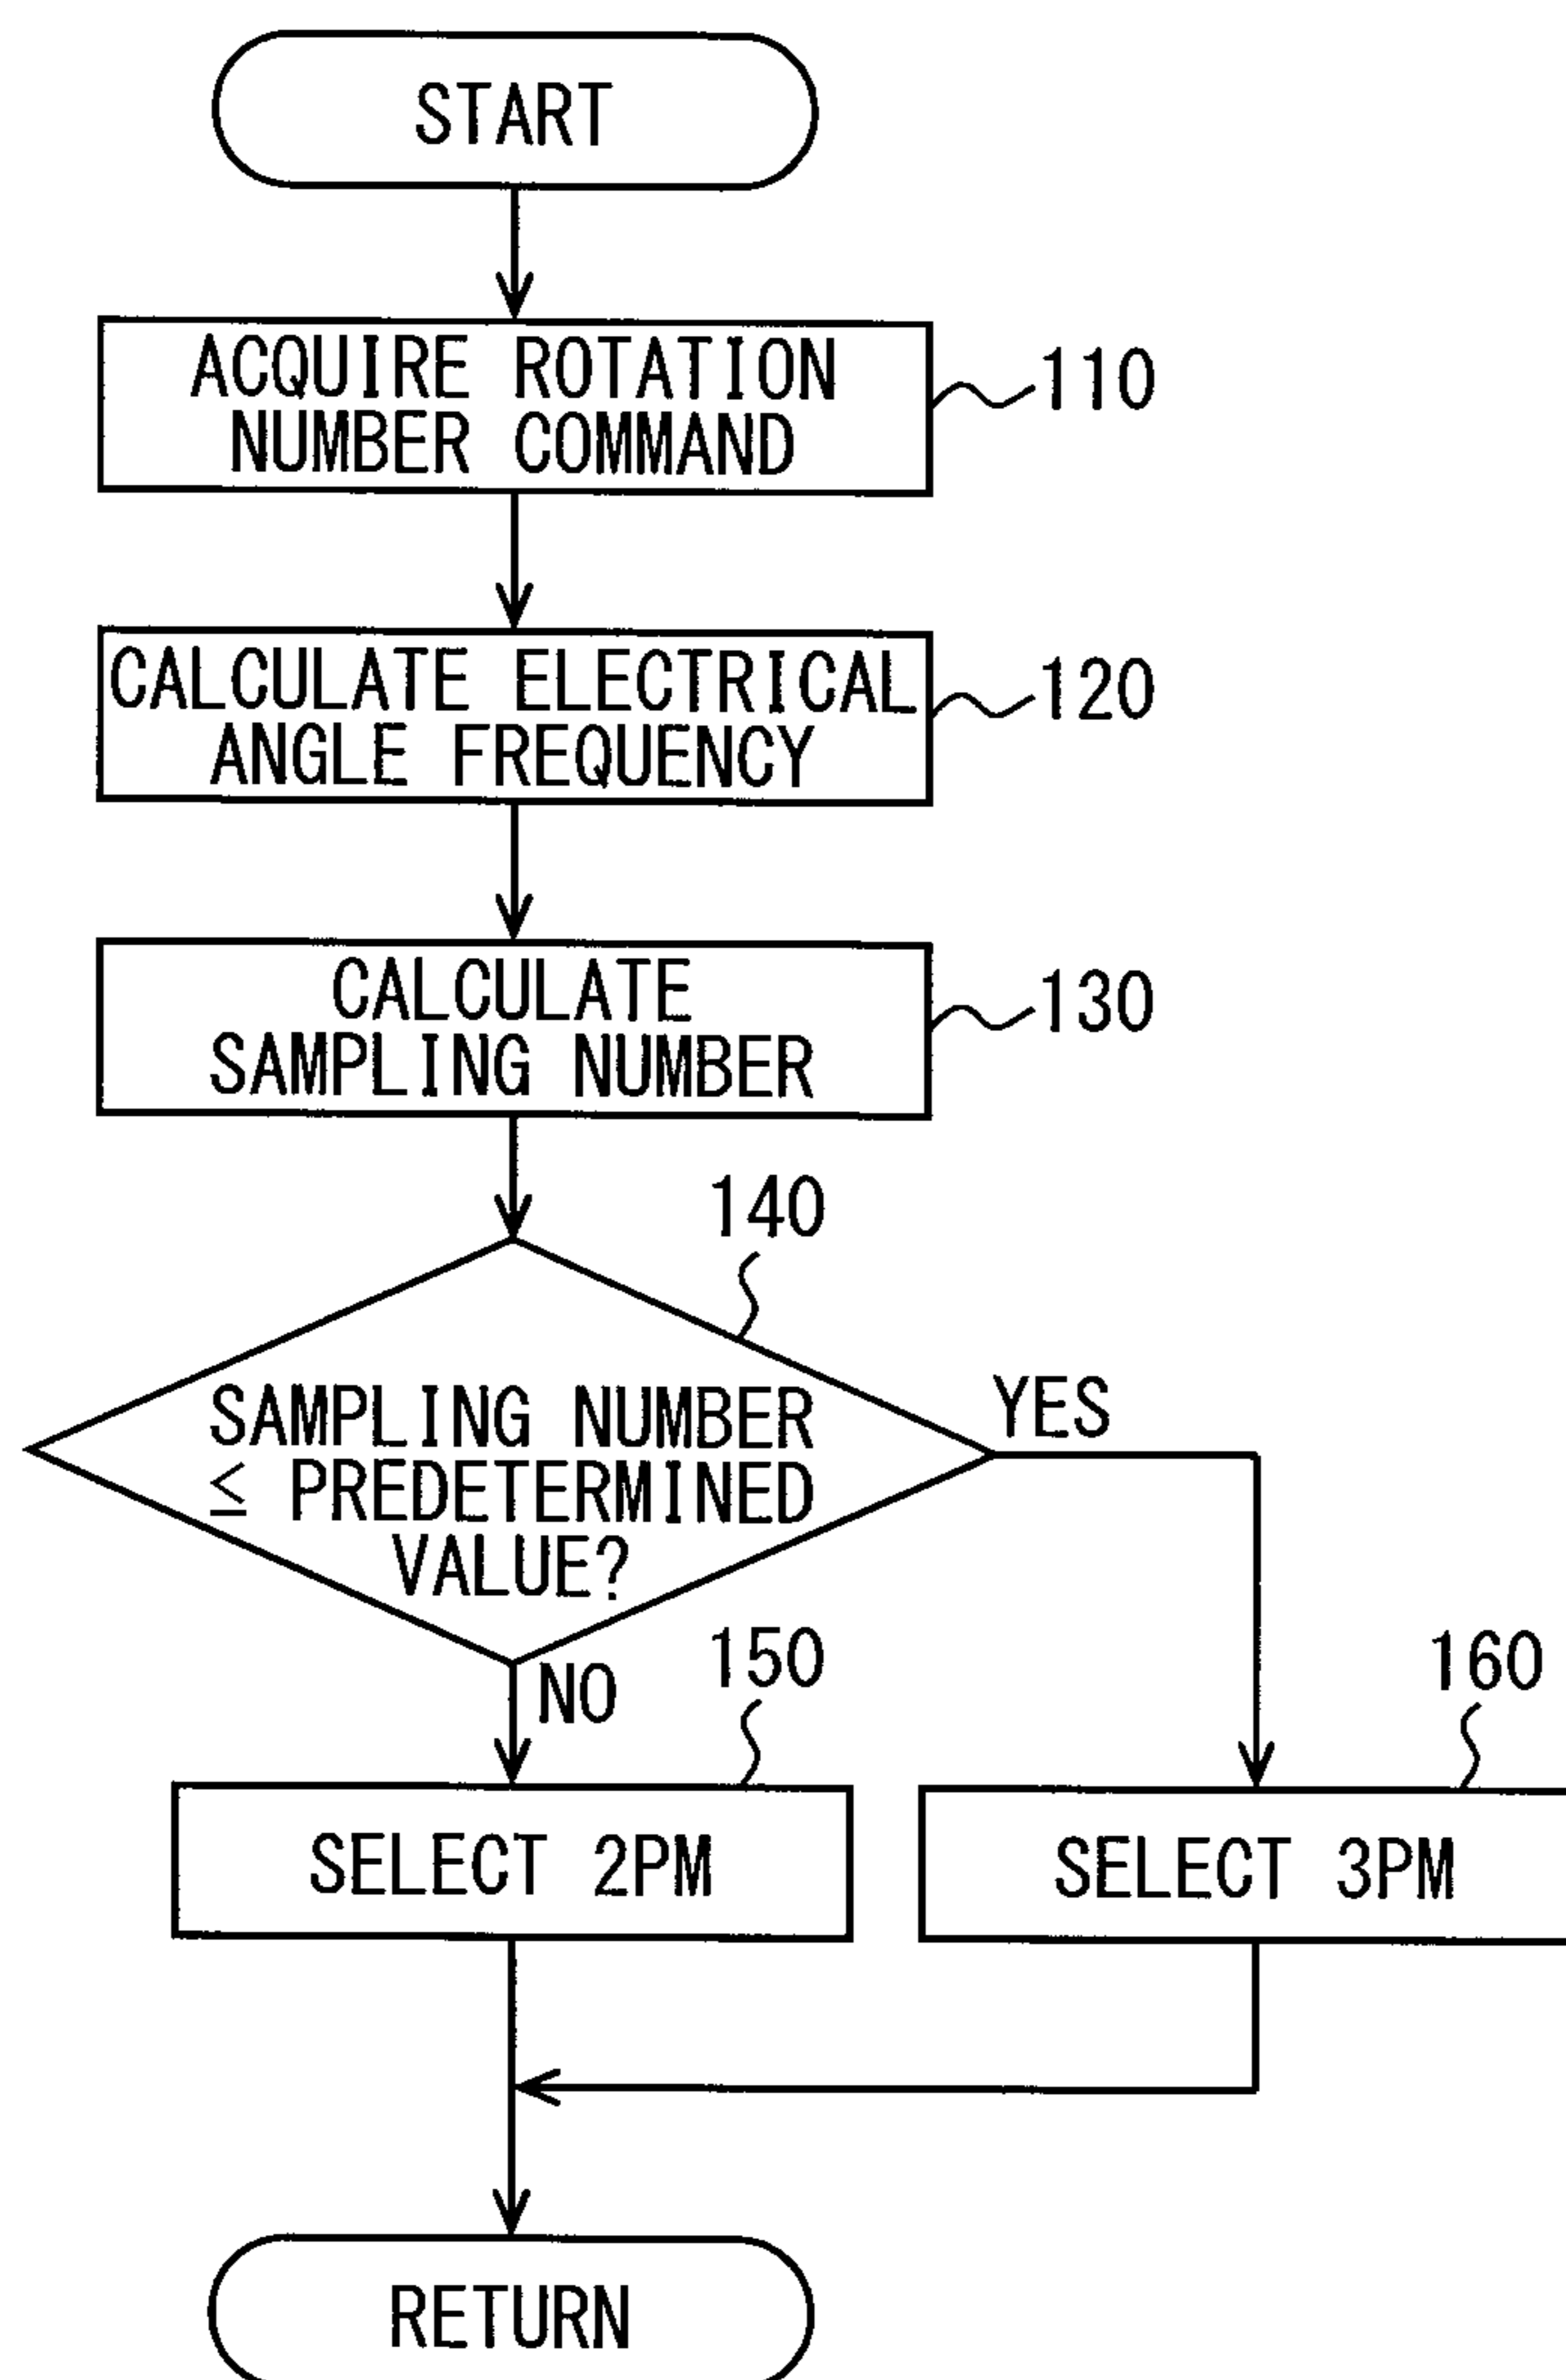 START
ACQUIRE ROTATION
NUMBER COMMAND
110
CALCULATE ELECTRICAL
ANGLE FREQUENCY
120
CALCULATE
SAMPLING NUMBER
130
140
SAMPLING NUMBER
≤ PREDETERMINED
VALUE?
YES
NO
150
160
SELECT 2PM
SELECT 3PM
RETURN